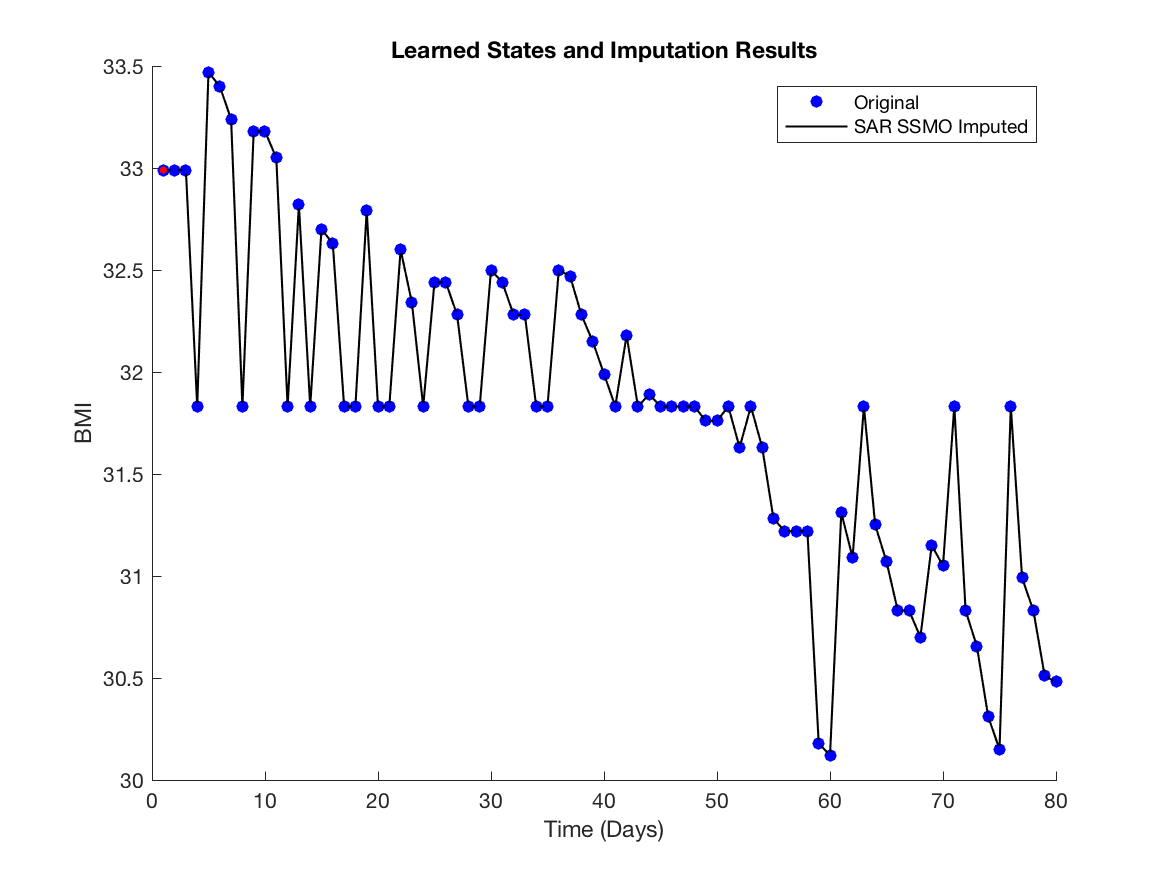 Learned States and Imputation Results
33.5
33
32.5
32
31.5
31
30.5
30
BMI
Original
SAR SSMO Imputed
0 10 20 30 40 50 60 70 80
Time (Days)